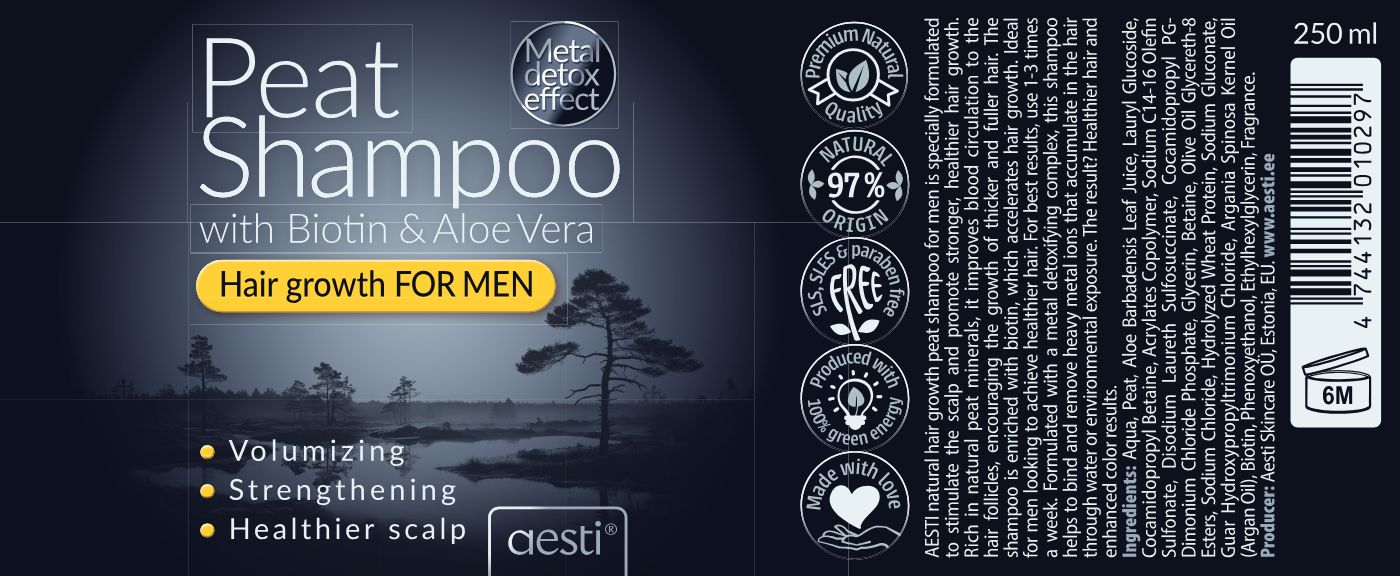 Peat
Shampoo
with Biotin & Aloe Vera
Metal
detox
effect
Hair growth FOR MEN
Volumizing
Strengthening
Healthier scalp
aesti®
Premium Natural
Quality
NATURAL
97%
ORIGIN
SLS, SLES & paraben free
FREE
Produced with
100% green energy
Made with love
AESTI natural hair growth peat shampoo for men is specially formulated
to stimulate the scalp and promote stronger, healthier hair growth.
Rich in natural peat minerals, it improves blood circulation to the
hair follicles, encouraging the growth of thicker and fuller hair. The
shampoo is enriched with biotin, which accelerates hair growth. Ideal
for men looking to achieve healthier hair. For best results, use 1-3 times
a week. Formulated with a metal detoxifying complex, this shampoo
helps to bind and remove heavy metal ions that accumulate in the hair
through water or environmental exposure. The result? Healthier hair and
enhanced color results.
Ingredients: Aqua, Peat, Aloe Barbadensis Leaf Juice, Lauryl Glucoside,
Cocamidopropyl Betaine, Acrylates Copolymer, Sodium C14-16 Olefin
Sulfonate, Disodium Laureth Sulfosuccinate, Cocamidopropyl PG-
Dimonium Chloride Phosphate, Glycerin, Betaine, Olive Oil Glycereth-8
Esters, Sodium Chloride, Hydrolyzed Wheat Protein, Sodium Gluconate,
Guar Hydroxypropyltrimonium Chloride, Argania Spinosa Kernel Oil
(Argan Oil), Biotin, Phenoxyethanol, Ethylhexylglycerin, Fragrance.
Producer: Aesti Skincare OÜ, Estonia, EU. www.aesti.ee
250 ml
4 744132 010297
6M